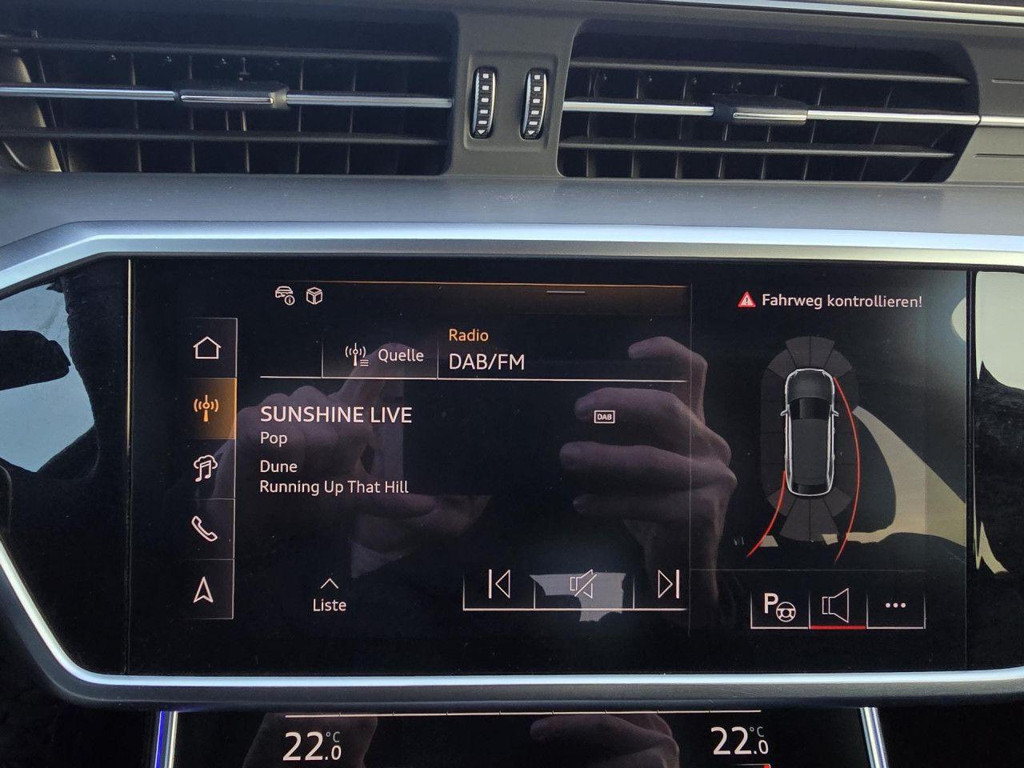 Fahrweg kontrollieren!
Radio
Quelle
DAB/FM
SUNSHINE LIVE
DAB
Pop
Dune
Running Up That Hill
Liste
P
22.0 °C
22.0 °C